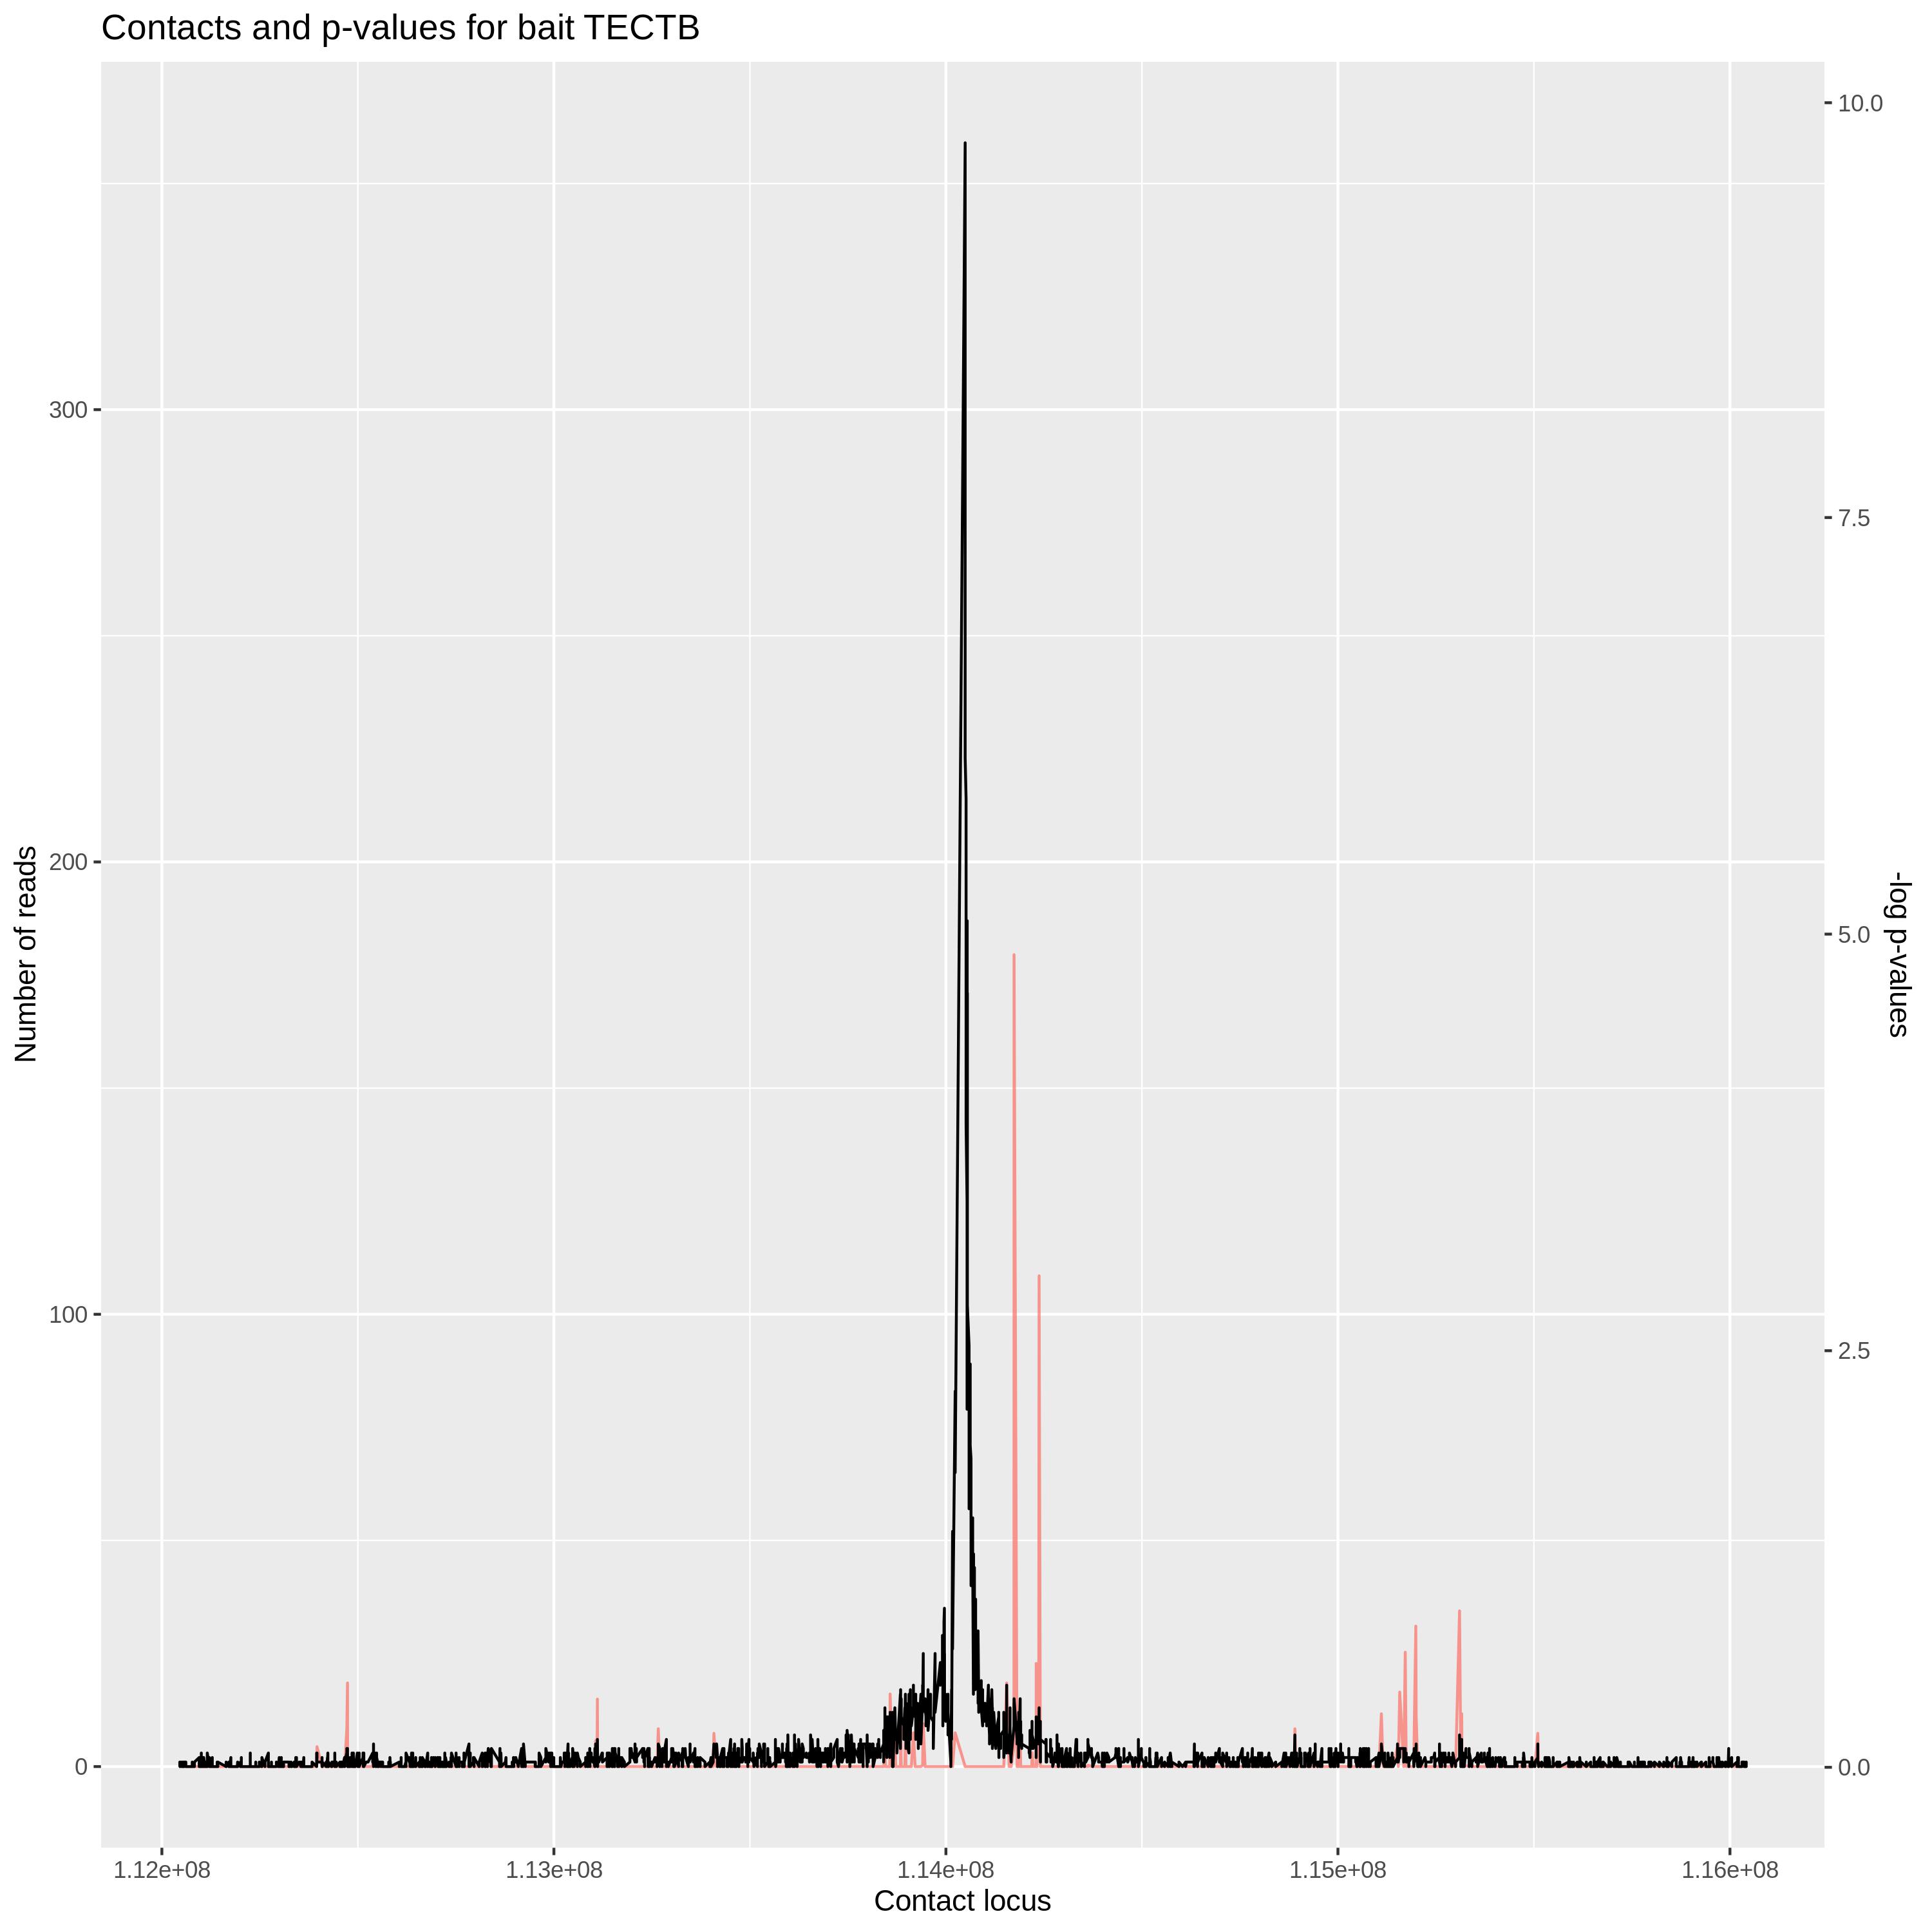 Contacts and p-values for bait TECTB
10.0
300
7.5
200
5.0
100
2.5
0
0.0
Number of reads
-log p-values
1.12e+08
1.13e+08
1.14e+08
1.15e+08
1.16e+08
Contact locus